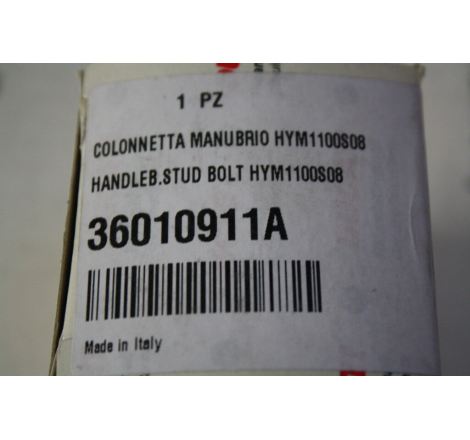 1 PZ
COLONNETTA MANUBRIO HYM1100S08
HANDLEB.STUD BOLT HYM1100S08
36010911A
Made in Italy